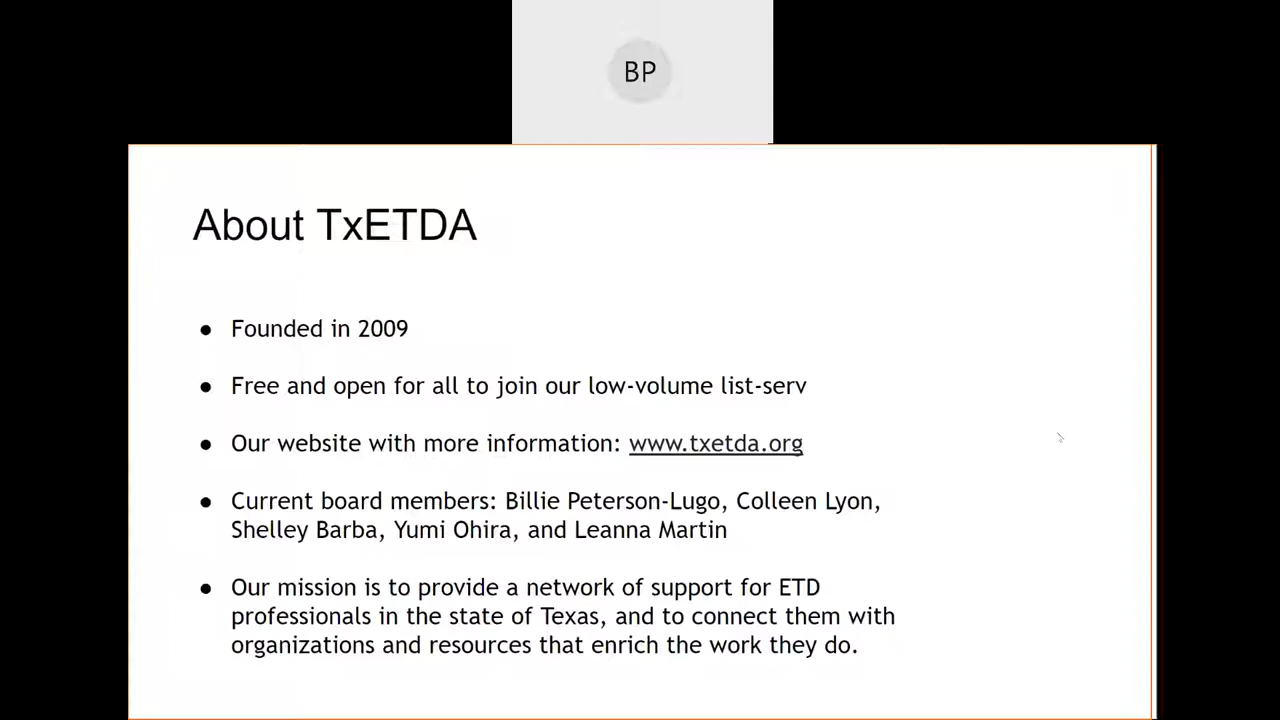 BP
About TxETDA
● Founded in 2009
● Free and open for all to join our low-volume list-serv
● Our website with more information: www.txetda.org
● Current board members: Billie Peterson-Lugo, Colleen Lyon,
Shelley Barba, Yumi Ohira, and Leanna Martin
● Our mission is to provide a network of support for ETD
professionals in the state of Texas, and to connect them with
organizations and resources that enrich the work they do.